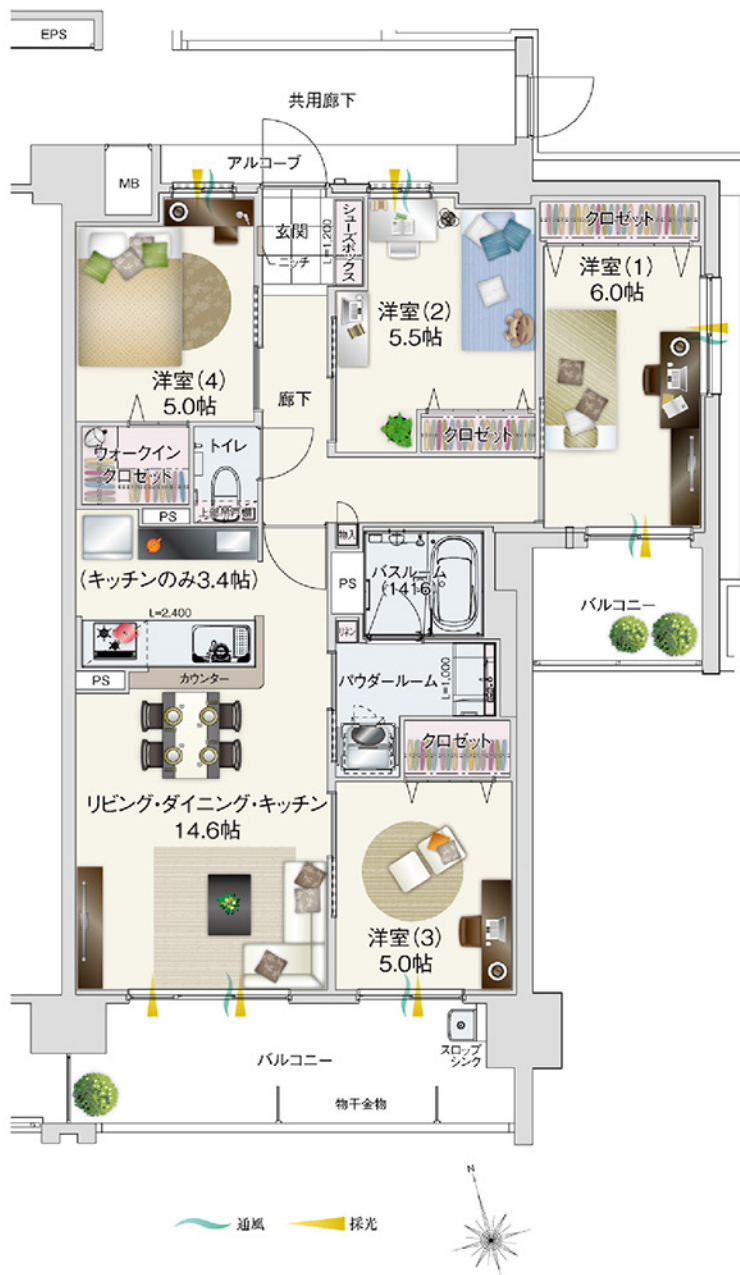 EPS
共用廊下
アルコーブ
MB
玄関
ニッチ
シューズボックス
L=1,200
クロゼット
洋室(1)
6.0帖
洋室(2)
5.5帖
洋室(4)
5.0帖
廊下
クロゼット
ウォークイン
クロゼット
トイレ
上部吊戸棚
PS
物入
(キッチンのみ3.4帖)
PS
バスルーム
(1416)
バルコニー
L=2,400
リネン
PS
カウンター
パウダールーム
L=1,000
クロゼット
リビング・ダイニング・キッチン
14.6帖
洋室(3)
5.0帖
スロップ
シンク
バルコニー
物干金物
N
通風
採光